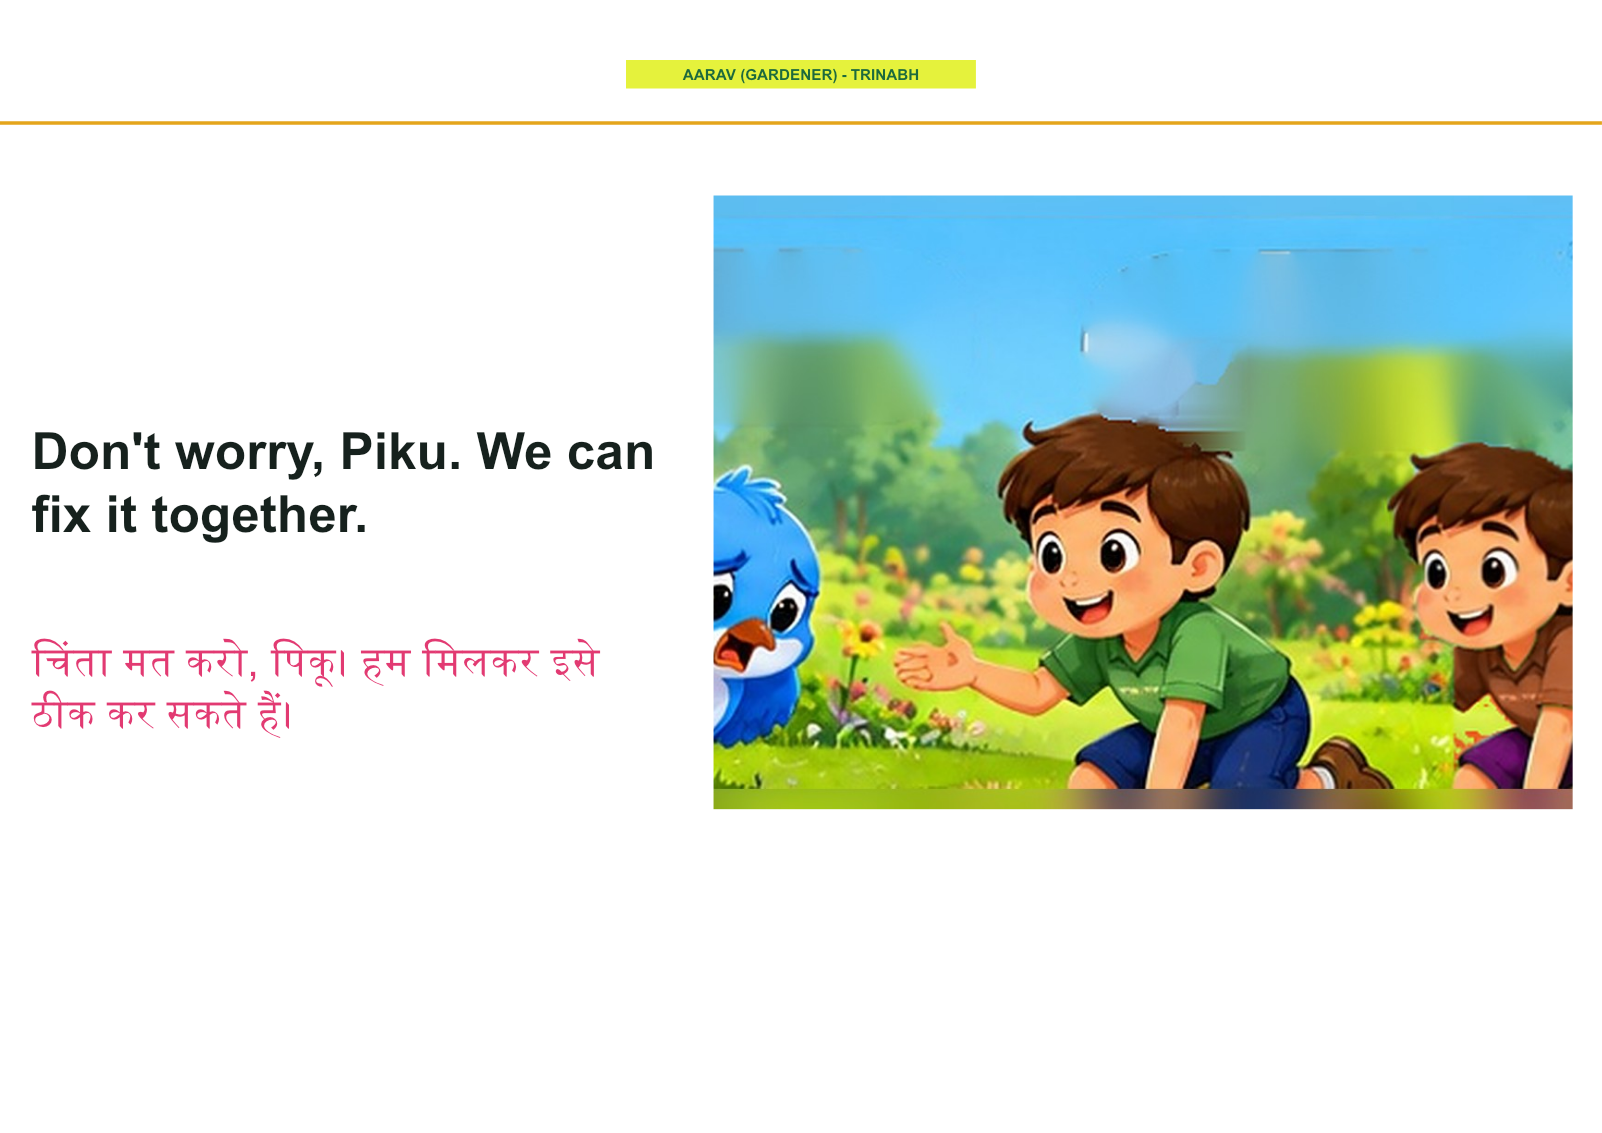 AARAV (GARDENER) - TRINABH
Don't worry, Piku. We can
fix it together.
चिंता मत करो, पिकू। हम मिलकर इसे
ठीक कर सकते हैं।